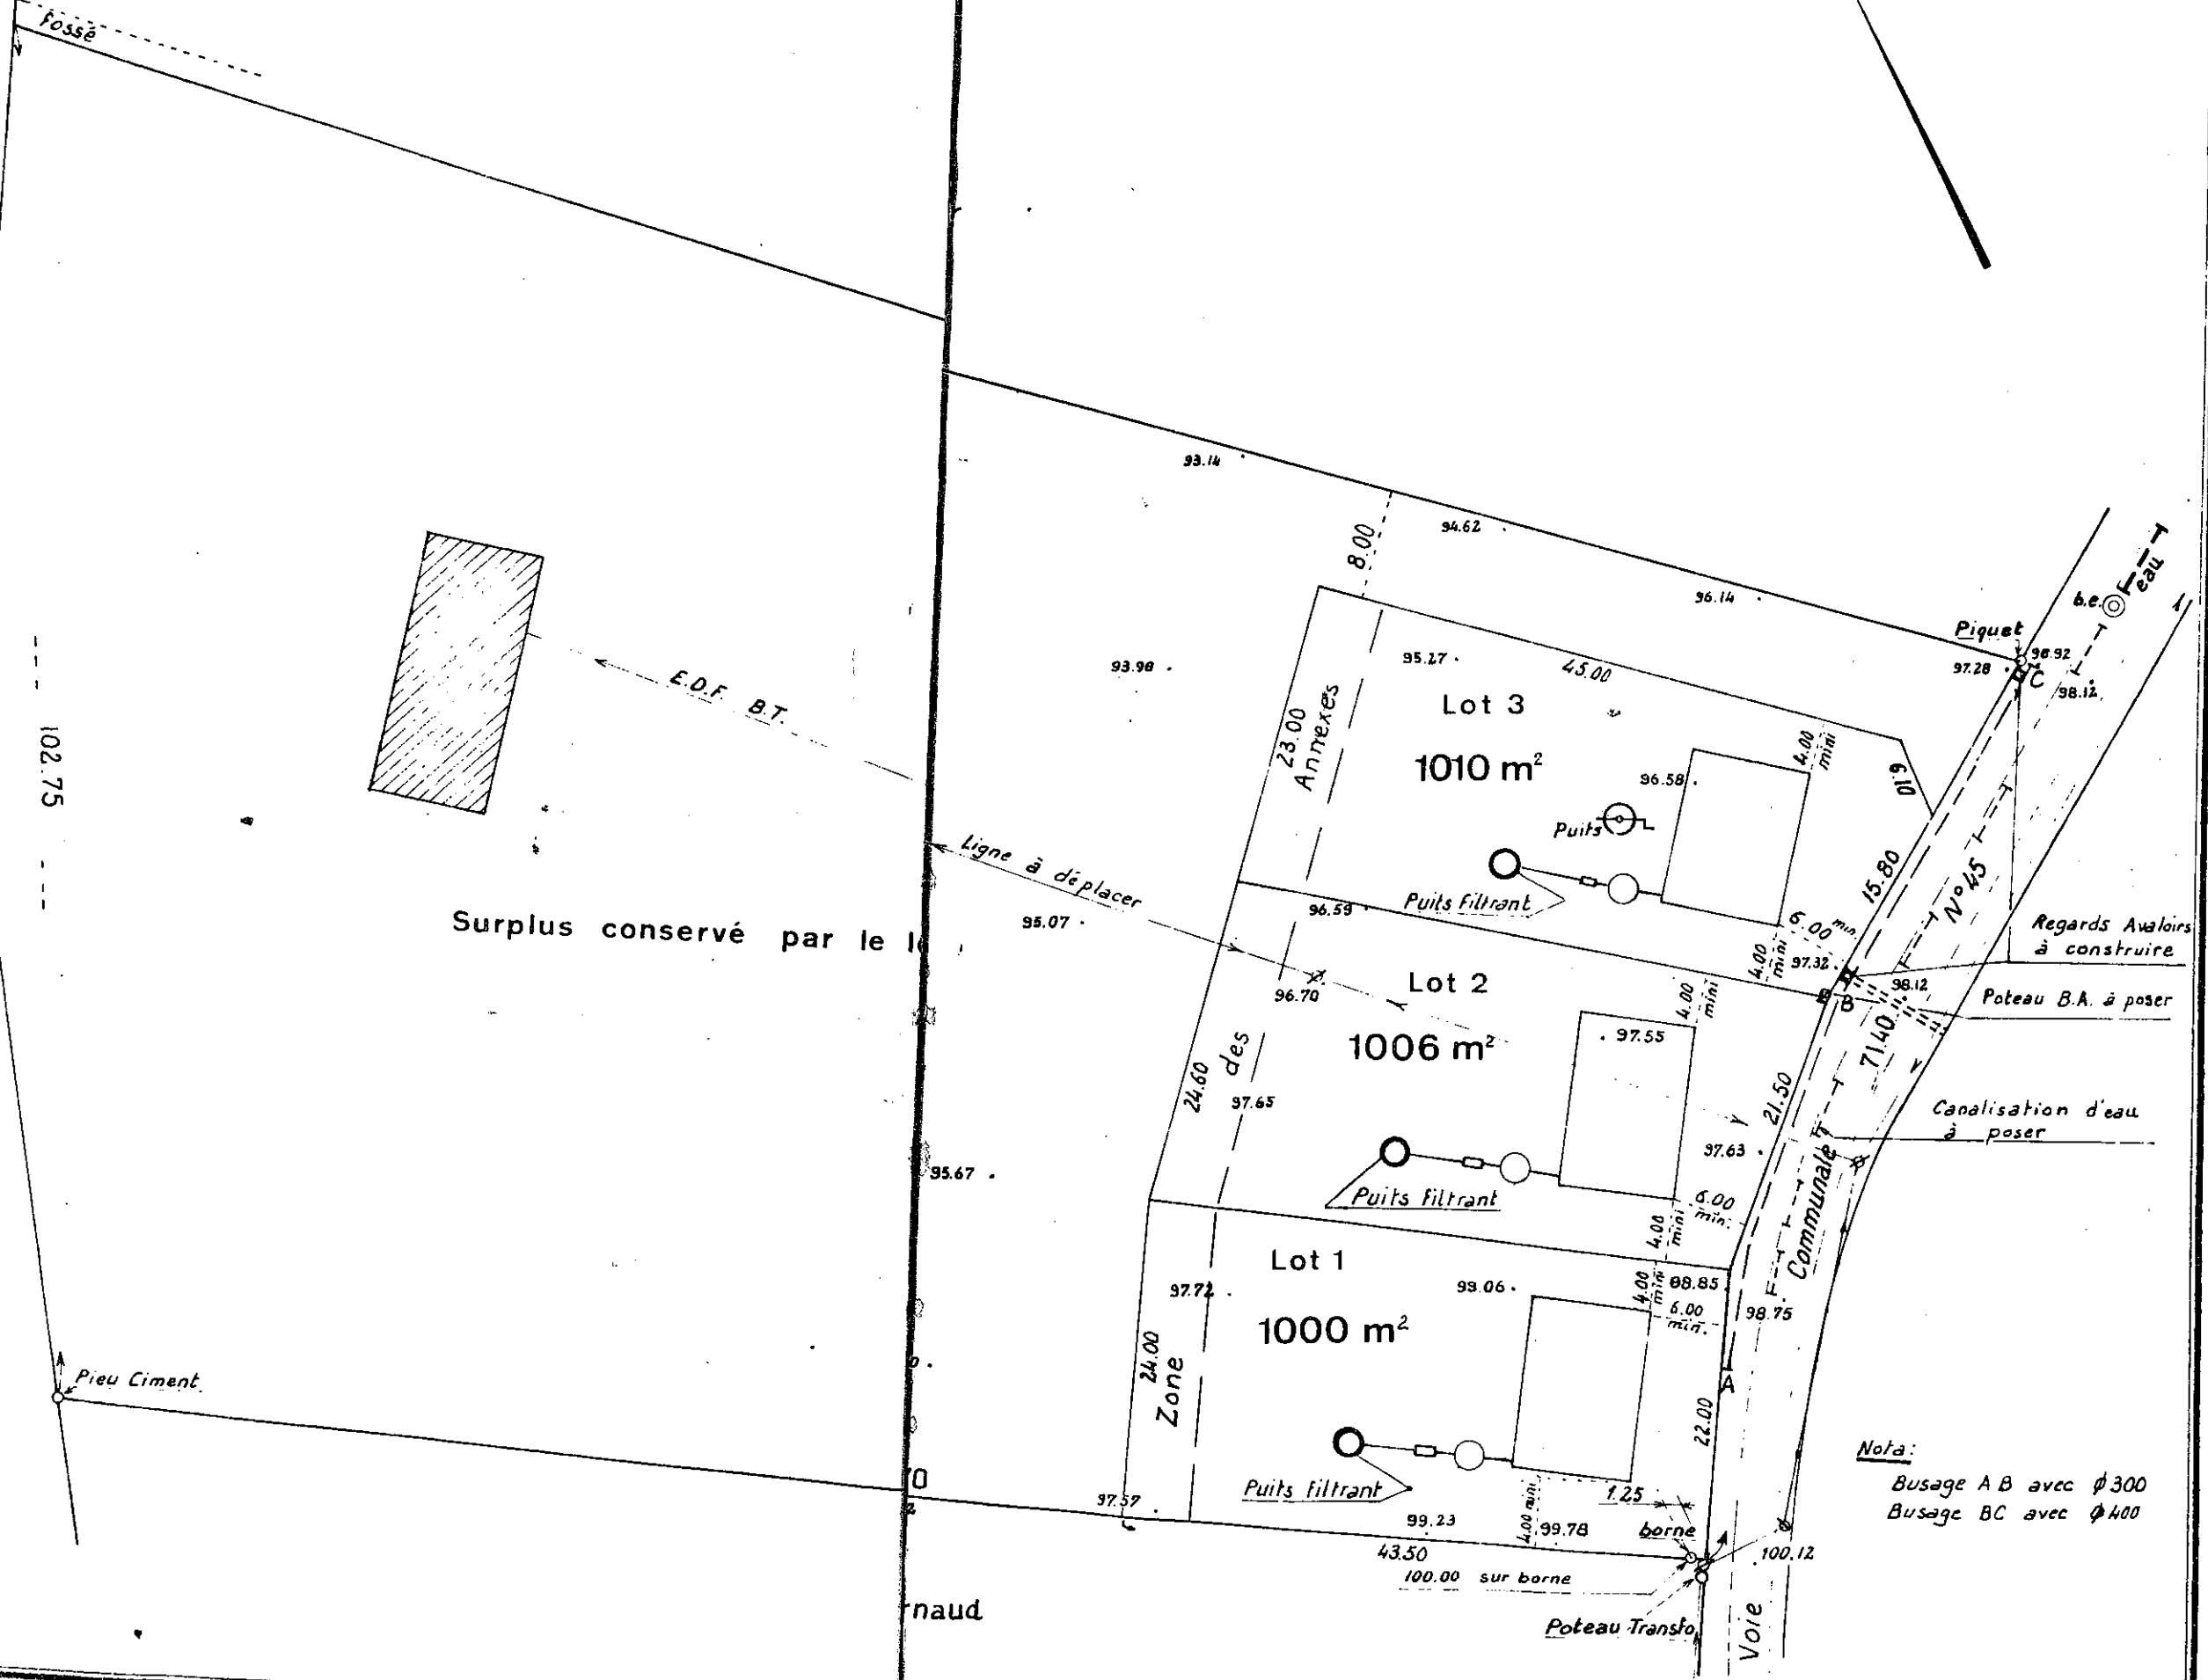 Fossé
93.14
94.62
8.00
96.14
eau
b.e.
Piquet
98.92
97.28
C
98.12
E.D.F. B.T.
93.98
95.27
45.00
Lot 3
1010 m²
23.00
Annexes
4.00
mini
96.58
6.10
Puits
102.75
Ligne à déplacer
Puits Filtrant
15.80
N° 45
Surplus conservé par le
95.07
96.59
6.00 min.
4.00
mini
97.32
Regards Avaloirs
à construire
96.70
Lot 2
1006 m²
4.00
mini
B
98.12
Poteau B.A. à poser
97.55
7.40
24.60
des
97.65
21.50
Canalisation d'eau
à poser
97.63
95.67
Puits Filtrant
6.00
min.
4.00
mini
Communale
Lot 1
1000 m²
97.72
99.06
4.00
mini
98.85
6.00
min.
98.75
24.00
Zone
A
Pieu Ciment
22.00
Nota:
Busage A B avec ϕ 300
Busage BC avec ϕ 400
Puits filtrant
1.25
97.57
99.23
4.00 mini
99.78
borne
43.50
100.12
100.00 sur borne
rnaud
Poteau Transfo
Voie